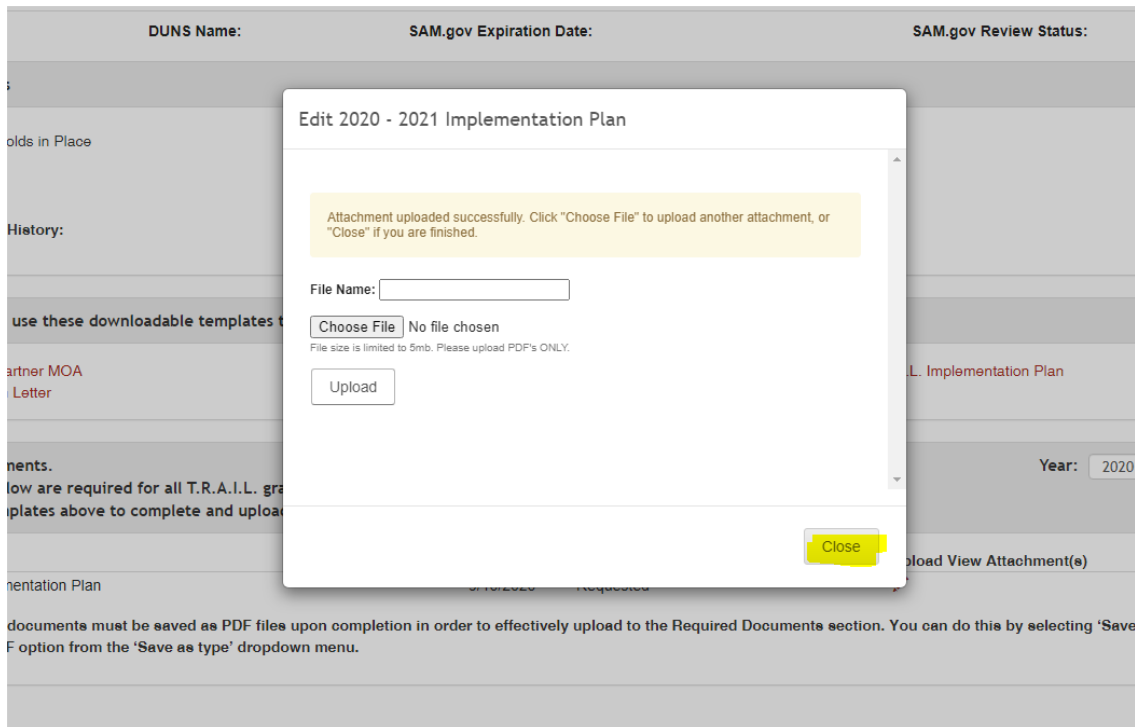 DUNS Name: SAM.gov Expiration Date: SAM.gov Review Status:
Edit 2020 - 2021 Implementation Plan
olds in Place
Attachment uploaded successfully. Click "Choose File" to upload another attachment, or
"Close" if you are finished.
History:
File Name:
use these downloadable templates t
Choose File No file chosen
File size is limited to 5mb. Please upload PDF's ONLY.
artner MOA .L. Implementation Plan
Upload
Letter
ments. Year: 2020
low are required for all T.R.A.I.L. gra
nplates above to complete and uploa
Close
pload View Attachment(s)
mentation Plan Requested
documents must be saved as PDF files upon completion in order to effectively upload to the Required Documents section. You can do this by selecting ‘Save
F option from the ‘Save as type’ dropdown menu.